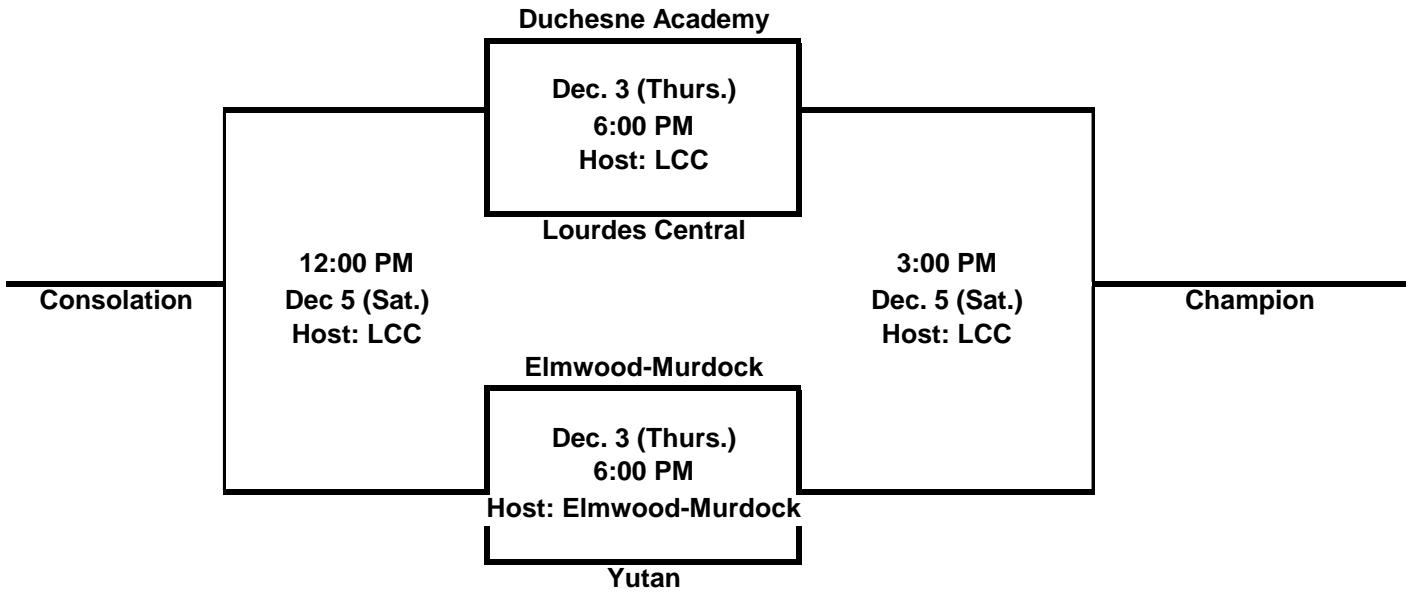 Duchesne Academy
Dec. 3 (Thurs.)
6:00 PM
Host: LCC
Lourdes Central
12:00 PM
Dec 5 (Sat.)
Host: LCC
Consolation
3:00 PM
Dec. 5 (Sat.)
Host: LCC
Champion
Elmwood-Murdock
Dec. 3 (Thurs.)
6:00 PM
Host: Elmwood-Murdock
Yutan